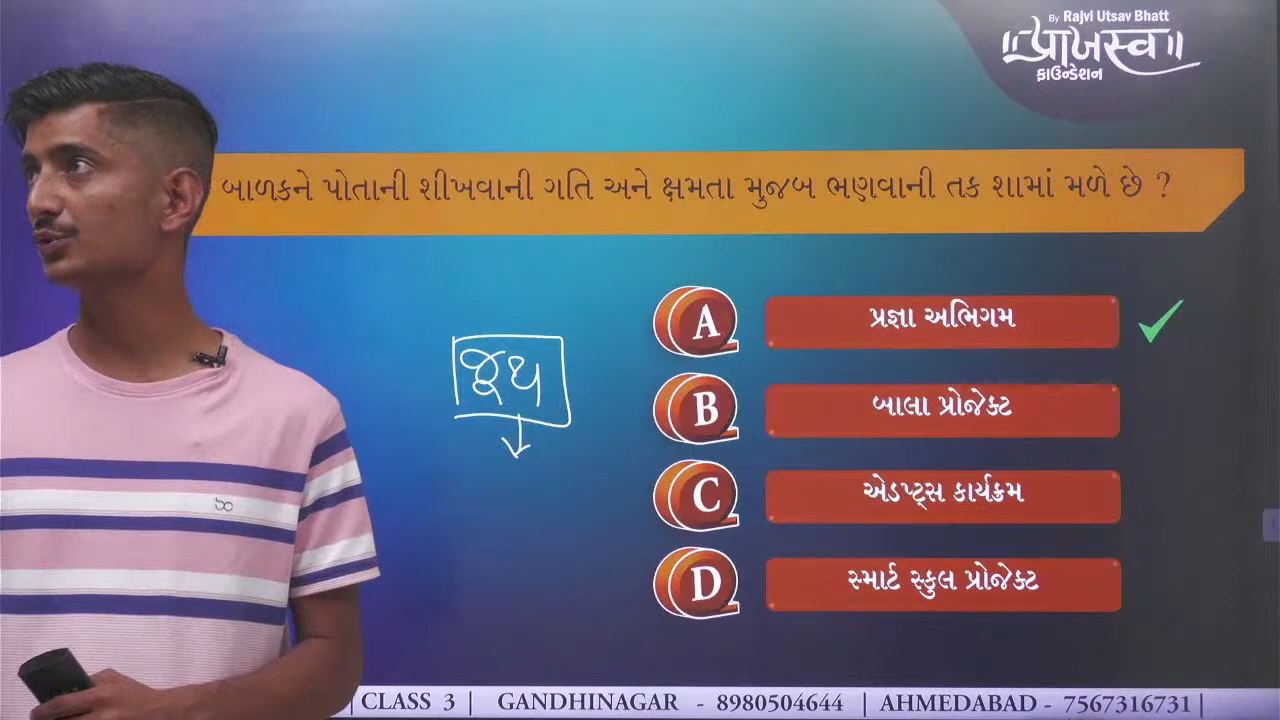 By Rajvi Utsav Bhatt
ફાઉન્ડેશન
બાળકને પોતાની શીખવાની ગતિ અને ક્ષમતા મુજબ ભણવાની તક શામાં મળે છે ?
A પ્રજ્ઞા અભિગમ
જૂથ
B બાલા પ્રોજેક્ટ
C એડપ્ટ્સ કાર્યક્રમ
D સ્માર્ટ સ્કુલ પ્રોજેક્ટ
|CLASS 3| GANDHINAGAR - 8980504644 | AHMEDABAD - 7567316731|